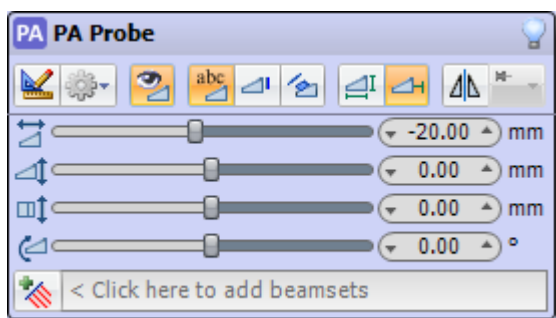 PA PA Probe
abc
-20.00 mm
0.00 mm
0.00 mm
0.00 °
< Click here to add beamsets